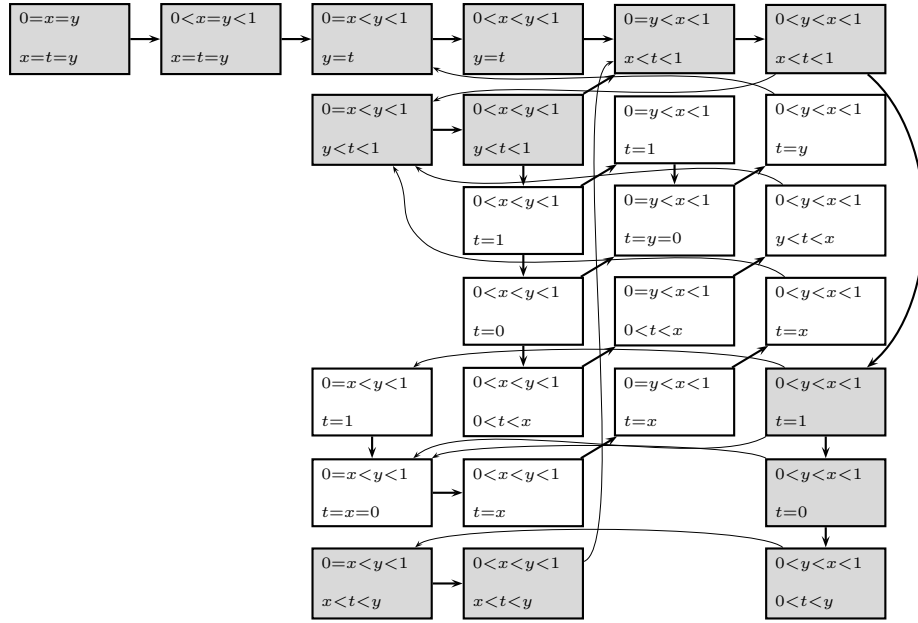 0=x=y
x=t=y
0<x=y<1
x=t=y
0=x<y<1
y=t
0<x<y<1
y=t
0=y<x<1
x<t<1
0<y<x<1
x<t<1
0=x<y<1
y<t<1
0<x<y<1
y<t<1
0=y<x<1
t=1
0<y<x<1
t=y
0<x<y<1
t=1
0=y<x<1
t=y=0
0<y<x<1
y<t<x
0<x<y<1
t=0
0=y<x<1
0<t<x
0<y<x<1
t=x
0=x<y<1
t=1
0<x<y<1
0<t<x
0=y<x<1
t=x
0<y<x<1
t=1
0=x<y<1
t=x=0
0<x<y<1
t=x
0<y<x<1
t=0
0=x<y<1
x<t<y
0<x<y<1
x<t<y
0<y<x<1
0<t<y